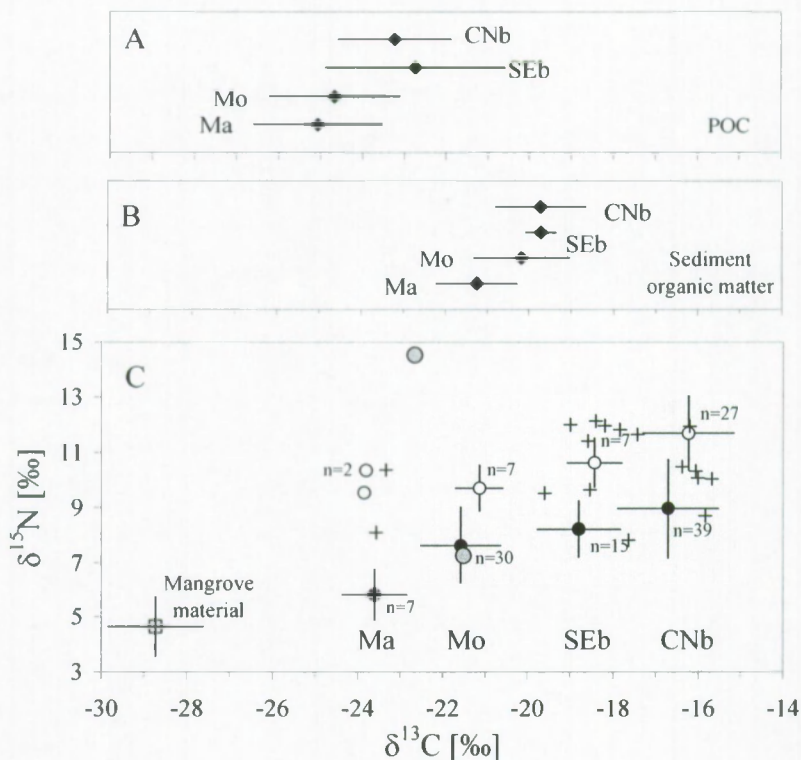 A
CNb
SEb
Mo
Ma
POC
B
CNb
SEb
Mo
Ma
Sediment
organic matter
C
15
13
11
9
7
5
3
δ¹⁵N [‰]
n=27
n=7
n=7
n=2
n=39
n=15
n=30
n=7
Mangrove
material
Ma
Mo
SEb
CNb
-30
-28
-26
-24
-22
-20
-18
-16
-14
δ¹³C [‰]